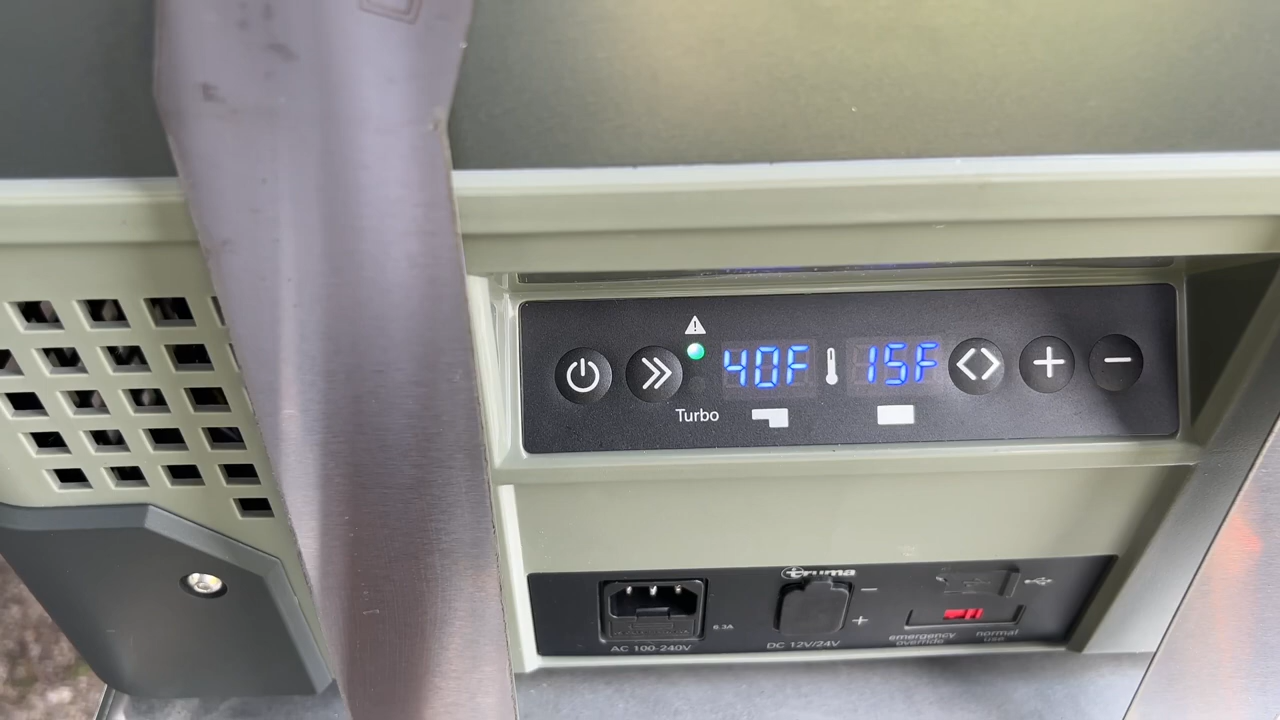 40F 15F
Turbo
truma
6.3A
AC 100-240V
DC 12V/24V
emergency override
normal use